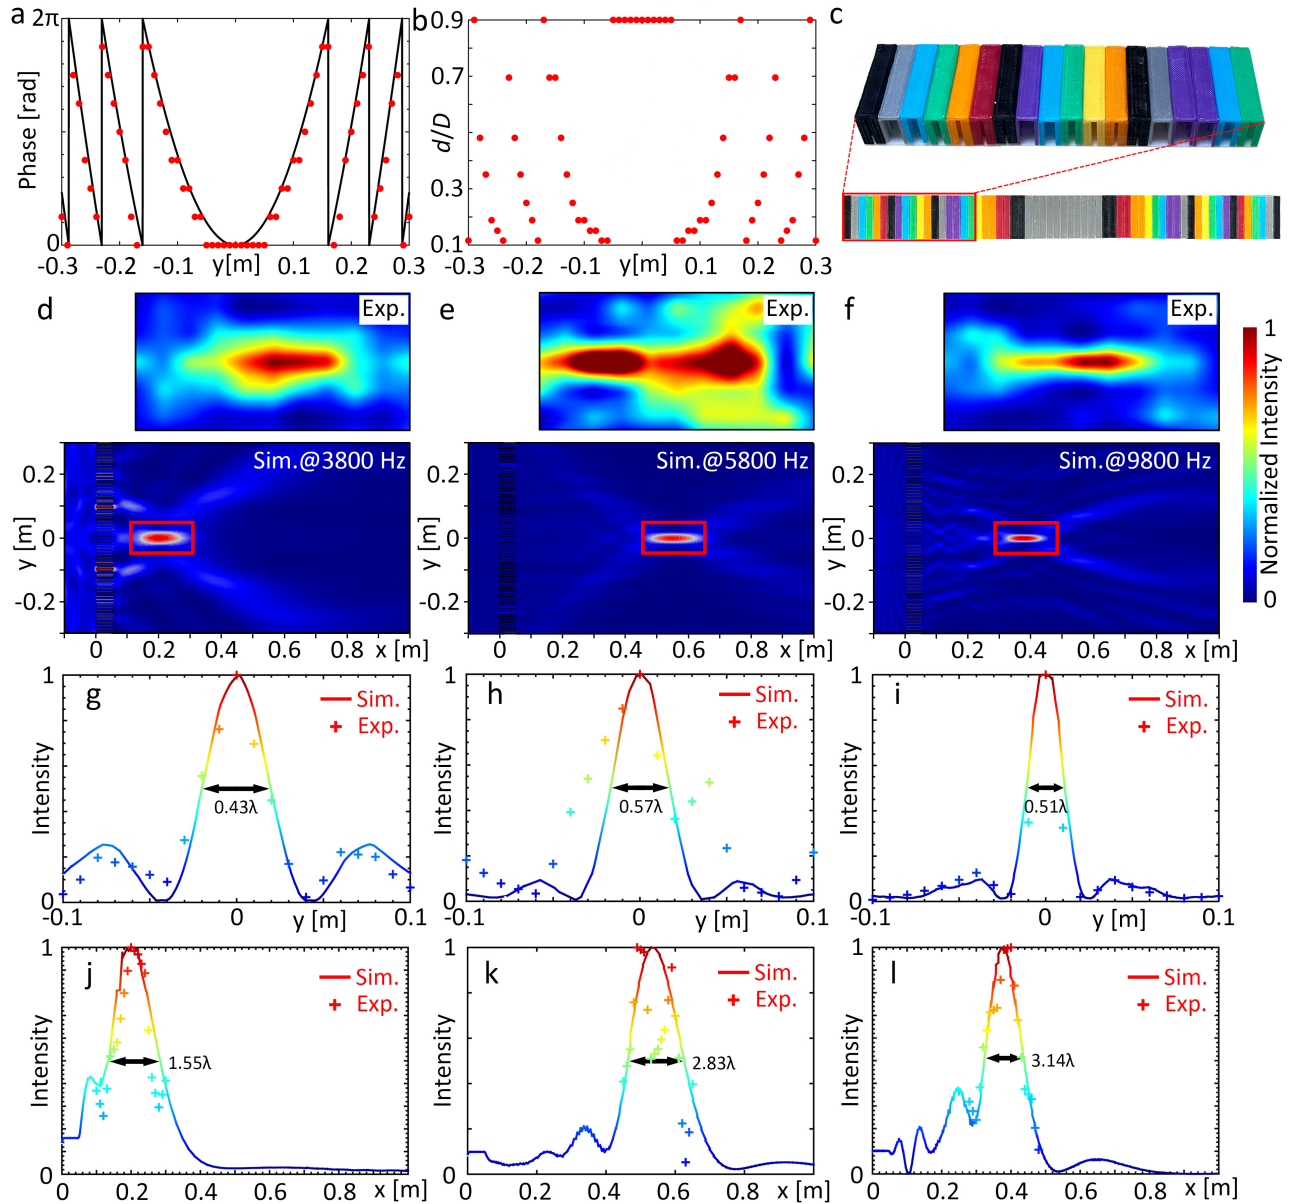 a
2π
Phase [rad]
0
-0.3 -0.2 -0.1 y[m] 0.1 0.2 0.3
b
0.9
0.7
d/D
0.5
0.3
0.1
-0.3 -0.2 -0.1 y[m] 0.1 0.2 0.3
c
d
Exp.
e
Exp.
f
Exp.
1
Normalized Intensity
0
Sim.@3800 Hz
0.2
y [m]
0
-0.2
0 0.2 0.4 0.6 0.8 x [m]
Sim.@5800 Hz
0.2
y [m]
0
-0.2
0 0.2 0.4 0.6 0.8 x [m]
Sim.@9800 Hz
0.2
y [m]
0
-0.2
0 0.2 0.4 0.6 0.8 x [m]
g
1
Sim.
Exp.
Intensity
0.43λ
0
-0.1 0 y [m] 0.1
h
1
Sim.
Exp.
Intensity
0.57λ
0
-0.1 0 y [m] 0.1
i
1
Sim.
Exp.
Intensity
0.51λ
0
-0.1 0 y [m] 0.1
j
1
Sim.
Exp.
Intensity
1.55λ
0
0 0.2 0.4 0.6 0.8 x [m]
k
1
Sim.
Exp.
Intensity
2.83λ
0
0 0.2 0.4 0.6 0.8 x [m]
l
1
Sim.
Exp.
Intensity
3.14λ
0
0 0.2 0.4 0.6 0.8 x [m]